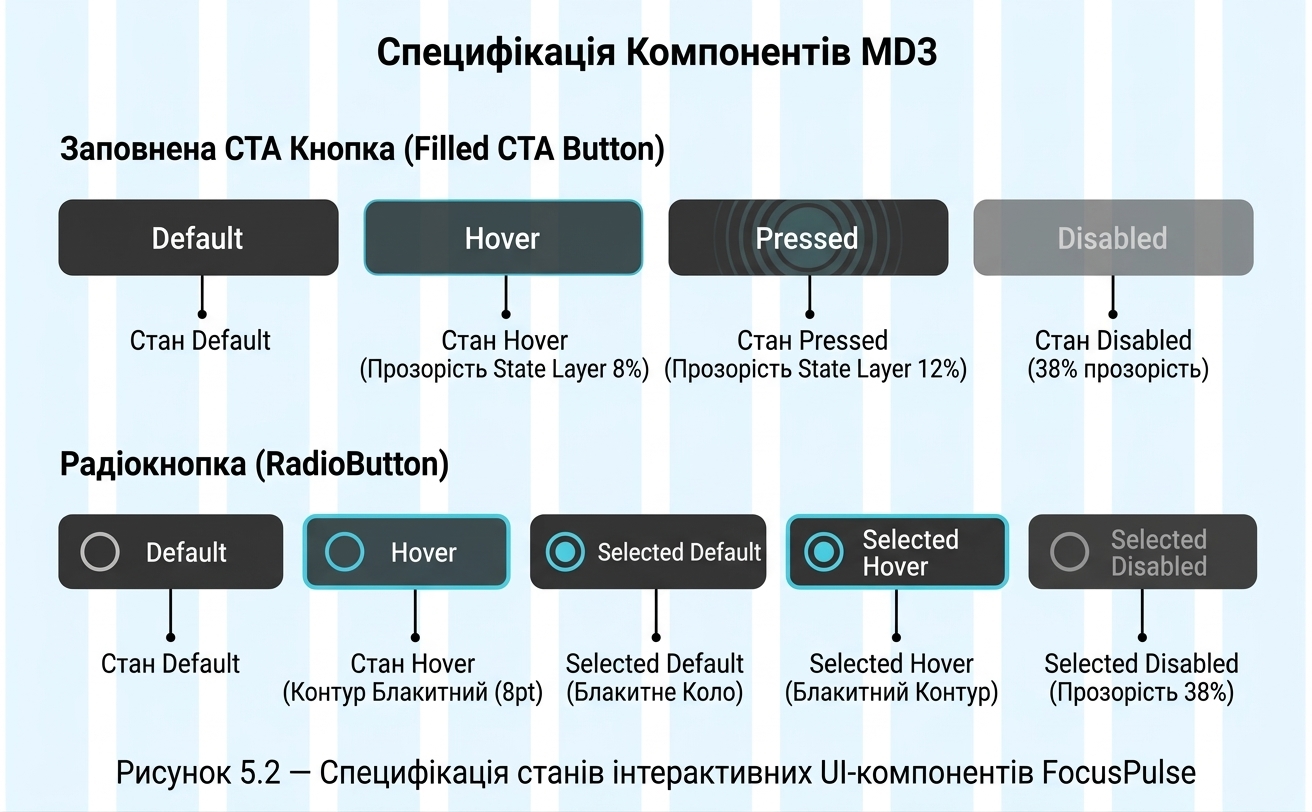 Специфікація Компонентів MD3
Заповнена СТА Кнопка (Filled CTA Button)
Default
Hover
Pressed
Disabled
Стан Default
Стан Hover
(Прозорість State Layer 8%)
Стан Pressed
(Прозорість State Layer 12%)
Стан Disabled
(38% прозорість)
Радіокнопка (RadioButton)
Default
Hover
Selected Default
Selected
Hover
Selected
Disabled
Стан Default
Стан Hover
(Контур Блакитний (8pt)
Selected Default
(Блакитне Коло)
Selected Hover
(Блакитний Контур)
Selected Disabled
(Прозорість 38%)
Рисунок 5.2 — Специфікація станів інтерактивних UI-компонентів FocusPulse